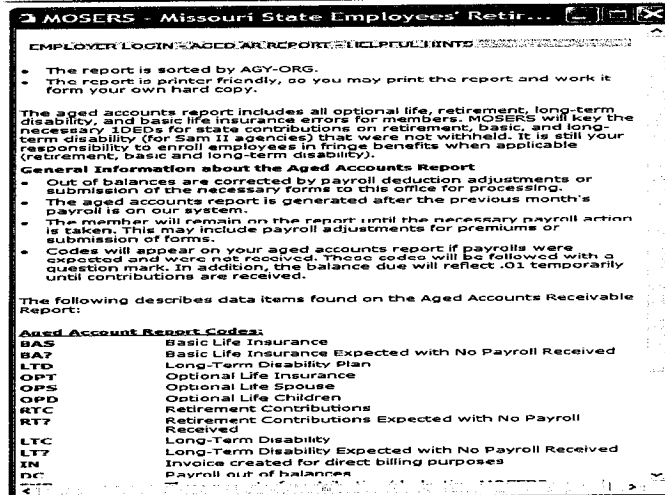 MOSERS - Missouri State Employees' Retir...
EMPLOYER LOGIN - AGED AR REPORT - HELPFUL HINTS
• The report is sorted by AGY-ORG.
• The report is printer friendly, so you may print the report and work it
form your own hard copy.
The aged accounts report includes all optional life, retirement, long-term
disability, and basic life insurance errors for members. MOSERS will key the
necessary 1DEDs for state contributions on retirement, basic, and long-
term disability (for Sam II agencies) that were not withheld. It is still your
responsibility to enroll employees in fringe benefits when applicable
(retirement, basic and long-term disability).
General Information about the Aged Accounts Report
• Out of balances are corrected by payroll deduction adjustments or
submission of the necessary forms to this office for processing.
• The aged accounts report is generated after the previous month's
payroll is on our system.
• The member will remain on the report until the necessary payroll action
is taken. This may include payroll adjustments for premiums or
submission of forms.
• Codes will appear on your aged accounts report if payrolls were
expected and were not received. These codes will be followed with a
question mark. In addition, the balance due will reflect .01 temporarily
until contributions are received.
The following describes data items found on the Aged Accounts Receivable
Report:
Aged Account Report Codes:
BAS Basic Life Insurance
BA? Basic Life Insurance Expected with No Payroll Received
LTD Long-Term Disability Plan
OPT Optional Life Insurance
OPS Optional Life Spouse
OPD Optional Life Children
RTC Retirement Contributions
RT? Retirement Contributions Expected with No Payroll
Received
LTC Long-Term Disability
LT? Long-Term Disability Expected with No Payroll Received
IN Invoice created for direct billing purposes
DC Payroll out of balances